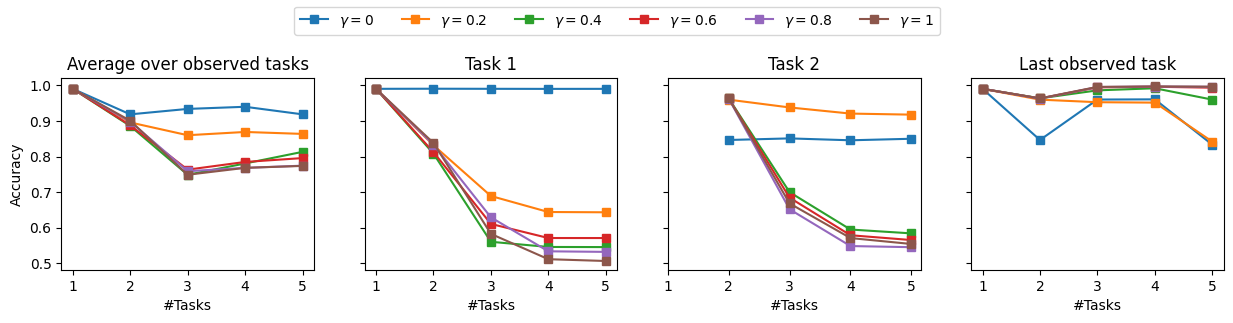 γ = 0 γ = 0.2 γ = 0.4 γ = 0.6 γ = 0.8 γ = 1
Average over observed tasks Task 1 Task 2 Last observed task
Accuracy
1.0
0.9
0.8
0.7
0.6
0.5
1 2 3 4 5 1 2 3 4 5 1 2 3 4 5 1 2 3 4 5
#Tasks #Tasks #Tasks #Tasks